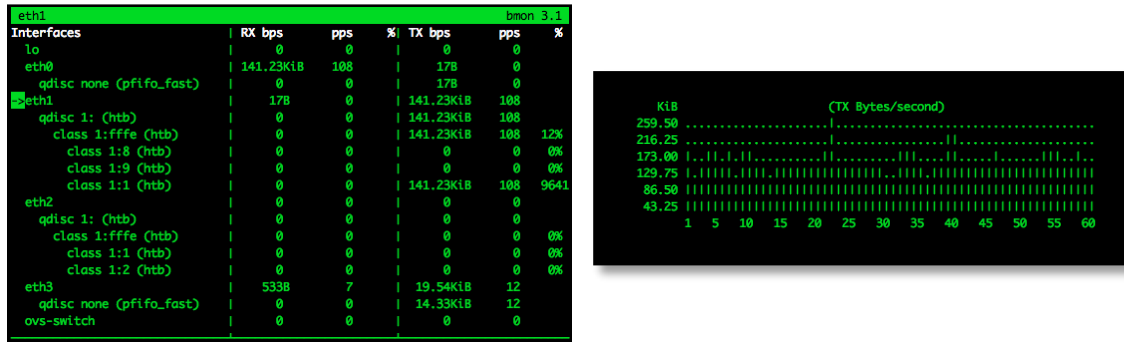 eth1 bmon 3.1
Interfaces | RX bps pps %| TX bps pps %
lo | 0 0 | 0 0
eth0 | 141.23KiB 108 | 17B 0
qdisc none (pfifo_fast) | 0 0 | 17B 0
->eth1 | 17B 0 | 141.23KiB 108
qdisc 1: (htb) | 0 0 | 141.23KiB 108
class 1:fffe (htb) | 0 0 | 141.23KiB 108 12%
class 1:8 (htb) | 0 0 | 0 0 0%
class 1:9 (htb) | 0 0 | 0 0 0%
class 1:1 (htb) | 0 0 | 141.23KiB 108 9641
eth2 | 0 0 | 0 0
qdisc 1: (htb) | 0 0 | 0 0
class 1:fffe (htb) | 0 0 | 0 0 0%
class 1:1 (htb) | 0 0 | 0 0 0%
class 1:2 (htb) | 0 0 | 0 0 0%
eth3 | 533B 7 | 19.54KiB 12
qdisc none (pfifo_fast) | 0 0 | 14.33KiB 12
ovs-switch | 0 0 | 0 0
KiB (TX Bytes/second)
259.50
216.25
173.00
129.75
86.50
43.25
1 5 10 15 20 25 30 35 40 45 50 55 60